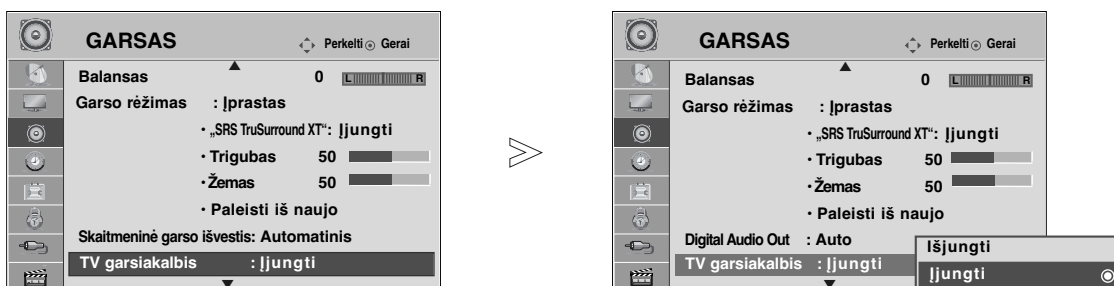 GARSAS Perkelti Gerai
Balansas 0 L R
Garso rėžimas : Įprastas
• „SRS TruSurround XT“: Įjungti
• Trigubas 50
• Žemas 50
• Paleisti iš naujo
Skaitmeninė garso išvestis: Automatinis
TV garsiakalbis : Įjungti
>
GARSAS Perkelti Gerai
Balansas 0 L R
Garso rėžimas : Įprastas
• „SRS TruSurround XT“: Įjungti
• Trigubas 50
• Žemas 50
• Paleisti iš naujo
Digital Audio Out : Auto
TV garsiakalbis : Įjungti
Išjungti
Įjungti